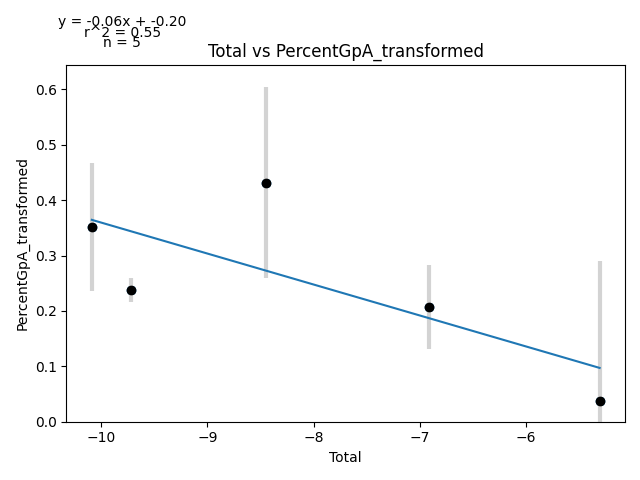 y = -0.06x + -0.20
r^2 = 0.55
n = 5
Total vs PercentGpA_transformed
PercentGpA_transformed
0.6
0.5
0.4
0.3
0.2
0.1
0.0
−10
−9
−8
−7
−6
Total